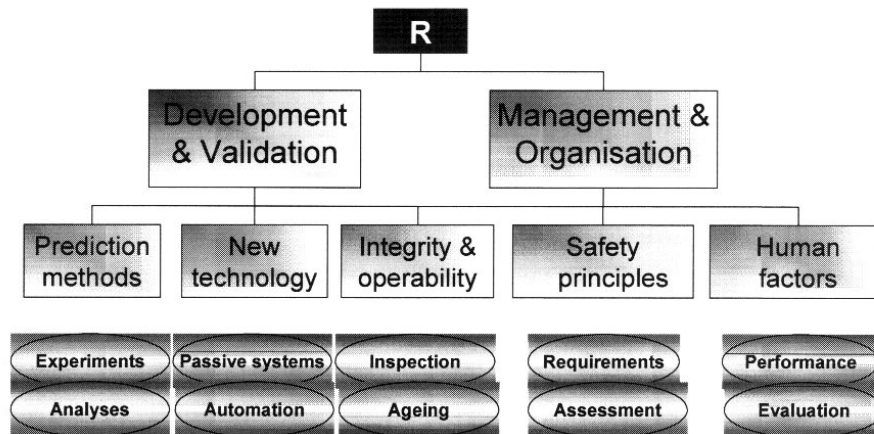 R
Development
& Validation
Management &
Organisation
Prediction
methods
New
technology
Integrity &
operability
Safety
principles
Human
factors
Experiments
Passive systems
Inspection
Requirements
Performance
Analyses
Automation
Ageing
Assessment
Evaluation